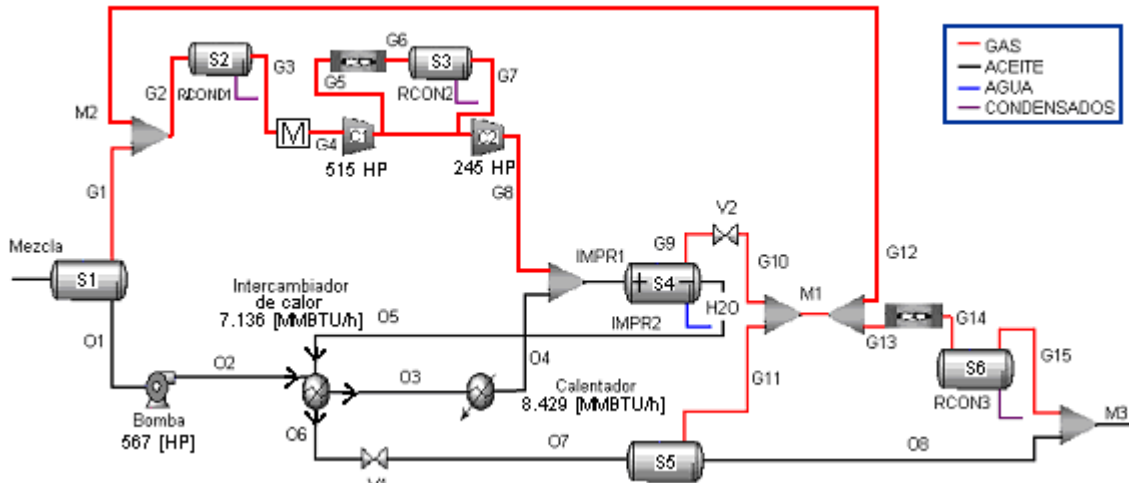 GAS
ACEITE
AGUA
CONDENSADOS
M2
G2
S2
G3
RCOND1
G6
G5
S3
G7
RCON2
M
G4
C1
C2
515 HP
245 HP
G1
G8
Mezcla
S1
V2
IMPR1
G9
G10
G12
S4
H2O
M1
Intercambiador
de calor
7.136 [MMBTU/h]
O5
IMPR2
G13
G14
G15
O1
O2
O3
O4
G11
S6
RCON3
Bomba
567 [HP]
Calentador
8.429 [MMBTU/h]
O6
O7
S5
O8
M3